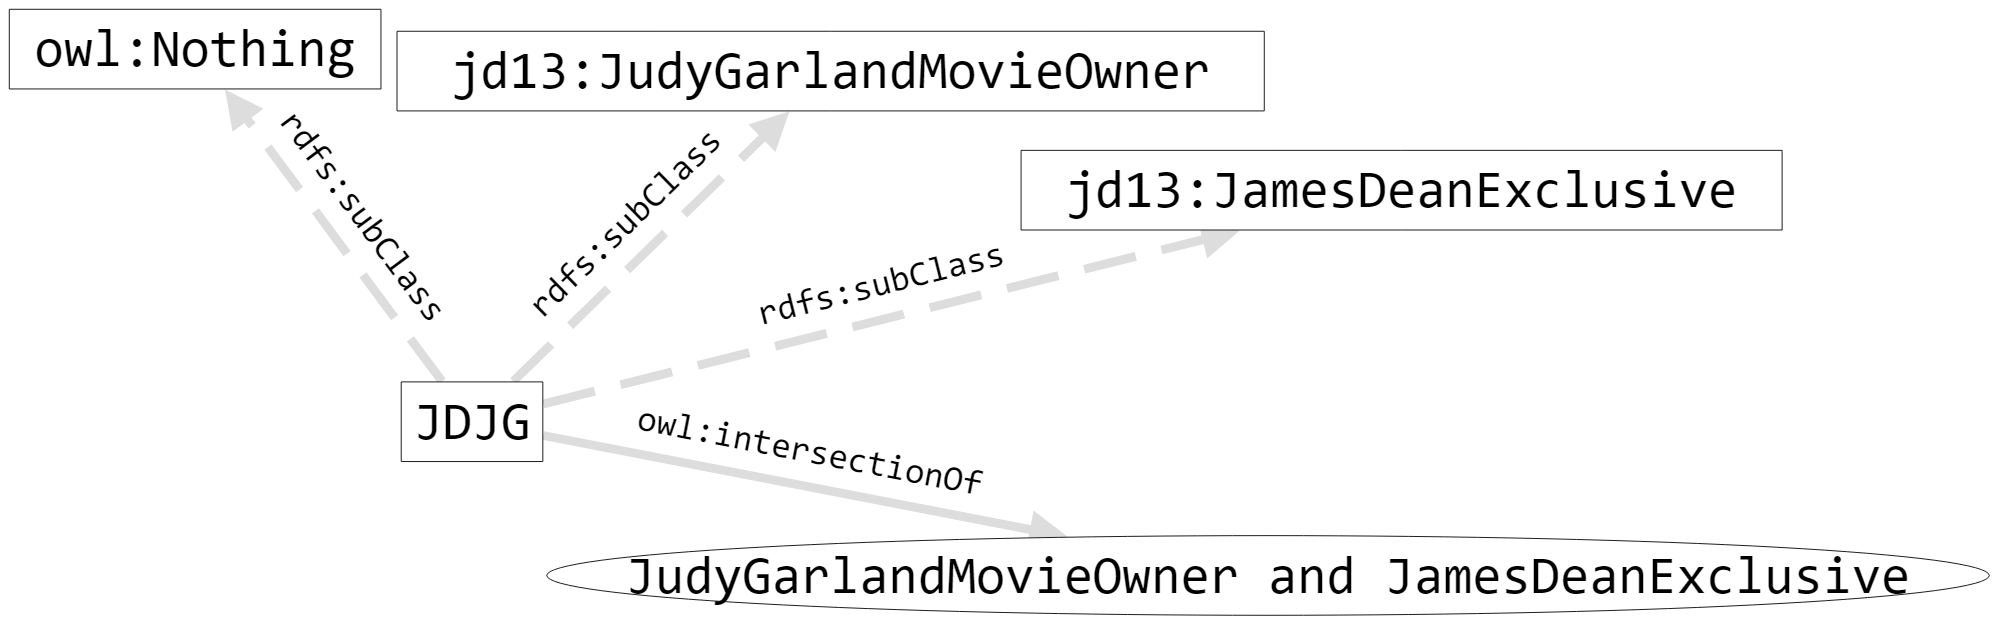 owl:Nothing
jd13:JudyGarlandMovieOwner
jd13:JamesDeanExclusive
rdfs:subClass
rdfs:subClass
rdfs:subClass
JDJG
owl:intersectionOf
JudyGarlandMovieOwner and JamesDeanExclusive